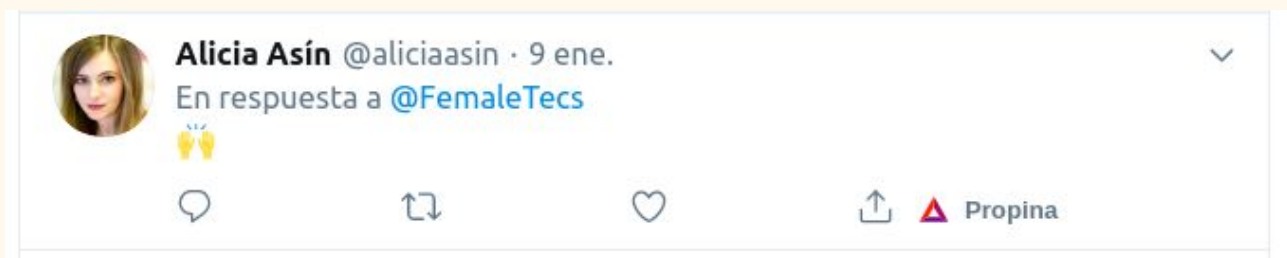 Alicia Asín @aliciaasin · 9 ene.
En respuesta a @FemaleTecs
🙌
Propina